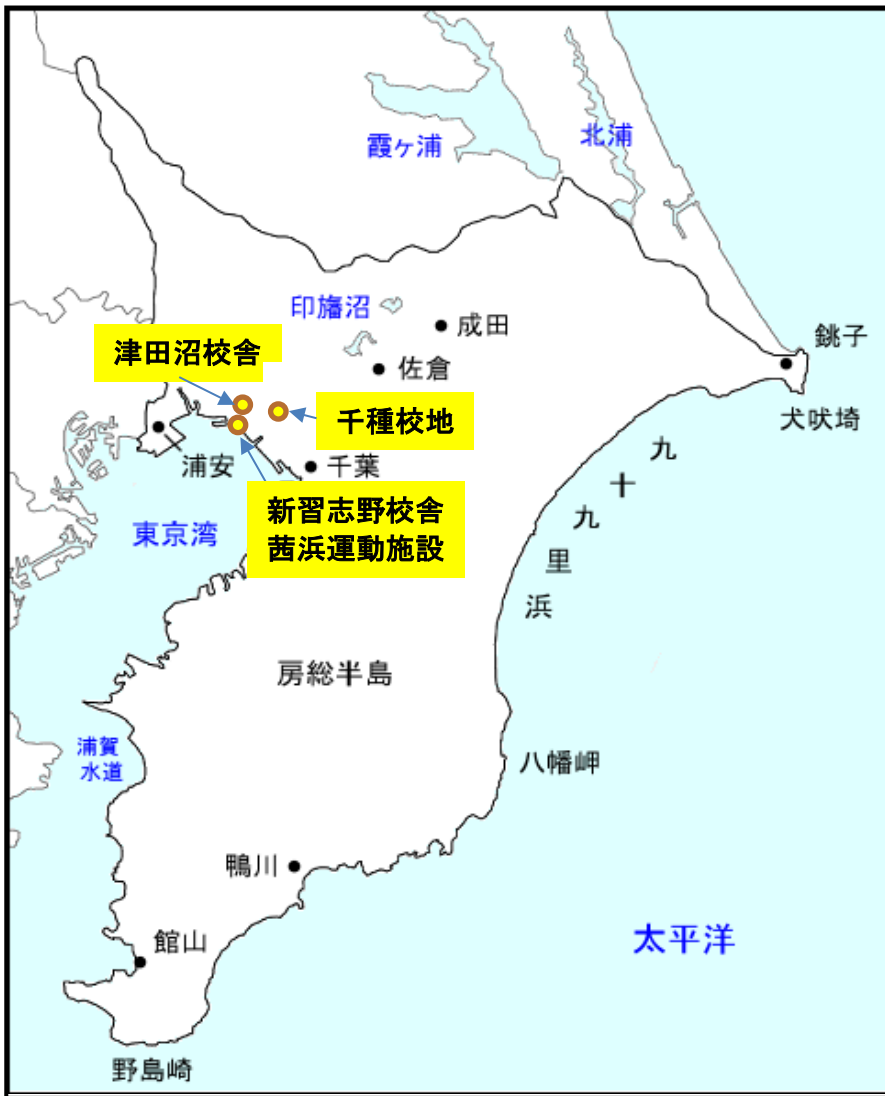 霞ヶ浦
北浦
印旛沼
成田
津田沼校舎
佐倉
銚子
千種校地
犬吠埼
浦安
千葉
九十九里浜
新習志野校舎
茜浜運動施設
東京湾
房総半島
浦賀
水道
八幡岬
鴨川
館山
太平洋
野島崎